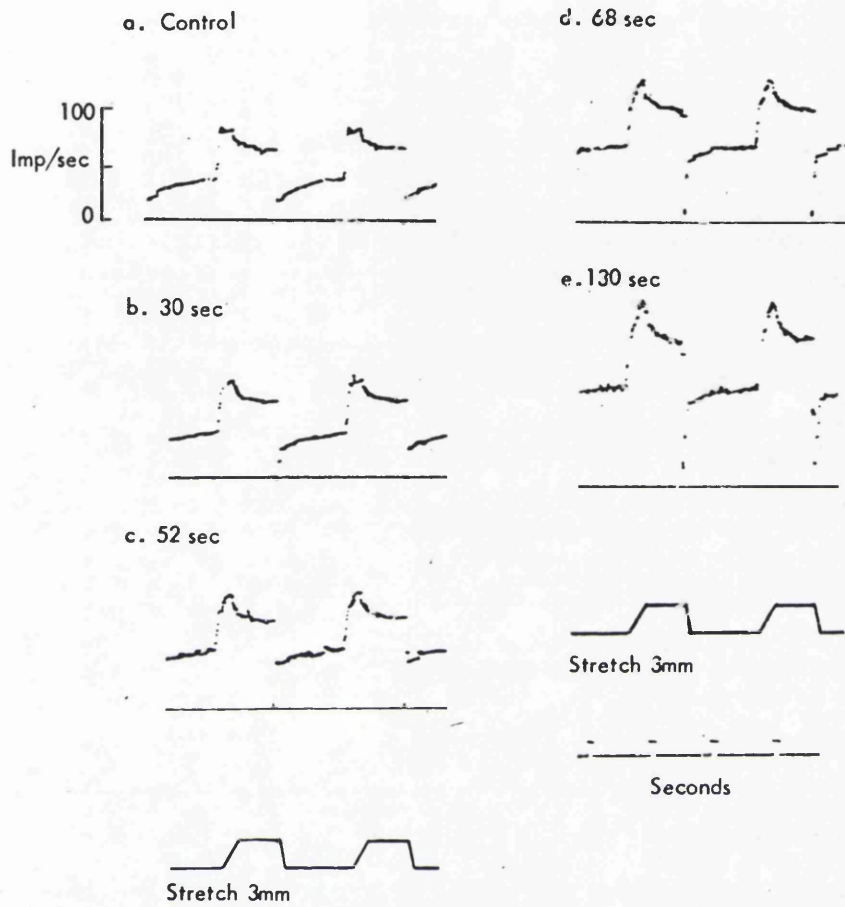 a. Control
100
Imp/sec
0
b. 30 sec
c. 52 sec
Stretch 3mm
d. 68 sec
e. 130 sec
Stretch 3mm
Seconds